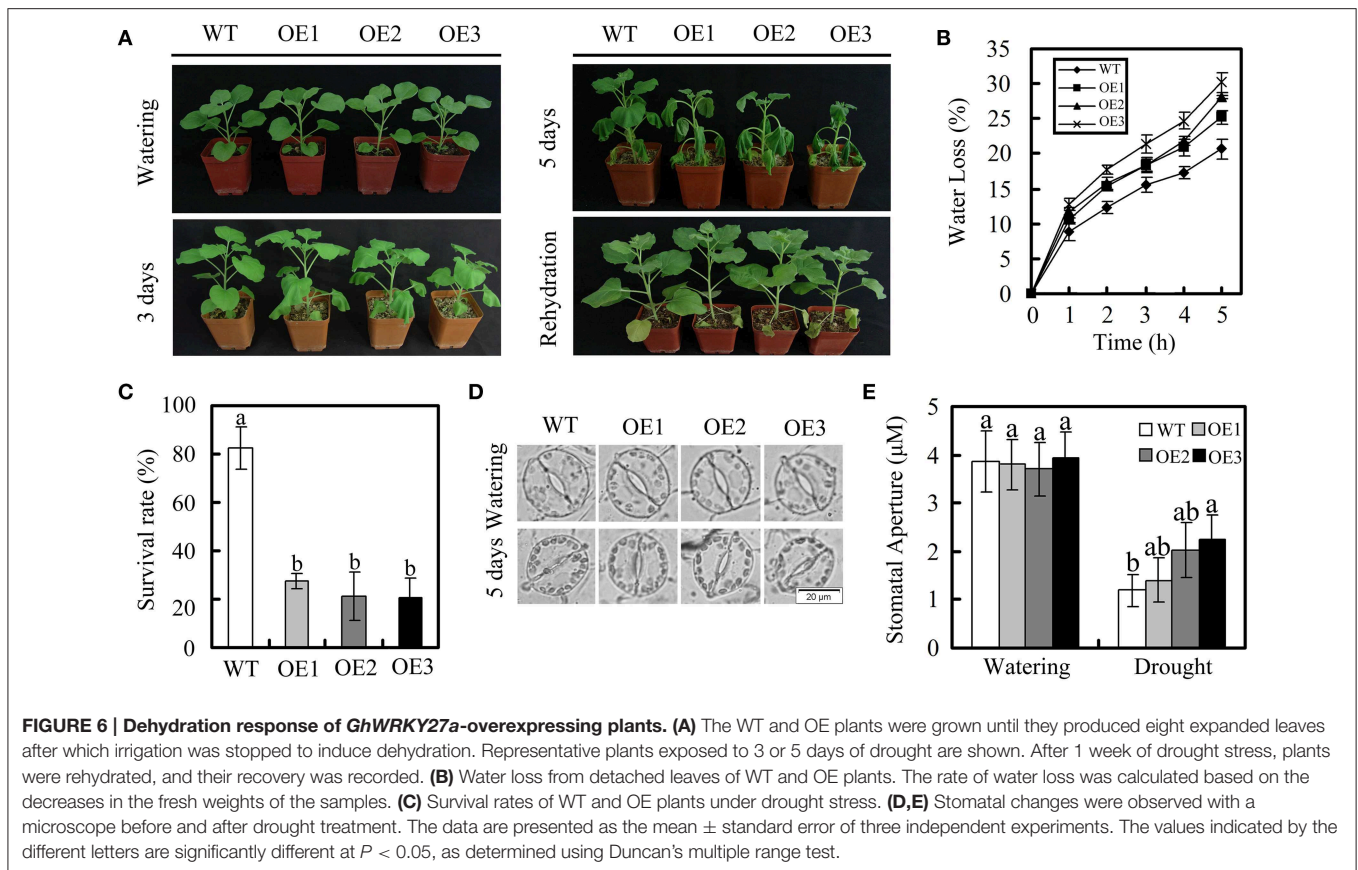 A
WT OE1 OE2 OE3
Watering
3 days
WT OE1 OE2 OE3
5 days
Rehydration
B
35
30
25
20
15
10
5
0
Water Loss (%)
WT
OE1
OE2
OE3
0 1 2 3 4 5
Time (h)
C
100
80
60
40
20
0
Survival rate (%)
a
b
b
b
WT OE1 OE2 OE3
D
WT OE1 OE2 OE3
Watering
5 days
20 µm
E
5
4
3
2
1
0
Stomatal Aperture (µM)
a a a a
b ab ab a
WT OE1
OE2 OE3
Watering Drought
FIGURE 6 | Dehydration response of GhWRKY27a-overexpressing plants. (A) The WT and OE plants were grown until they produced eight expanded leaves
after which irrigation was stopped to induce dehydration. Representative plants exposed to 3 or 5 days of drought are shown. After 1 week of drought stress, plants
were rehydrated, and their recovery was recorded. (B) Water loss from detached leaves of WT and OE plants. The rate of water loss was calculated based on the
decreases in the fresh weights of the samples. (C) Survival rates of WT and OE plants under drought stress. (D,E) Stomatal changes were observed with a
microscope before and after drought treatment. The data are presented as the mean ± standard error of three independent experiments. The values indicated by the
different letters are significantly different at P < 0.05, as determined using Duncan's multiple range test.